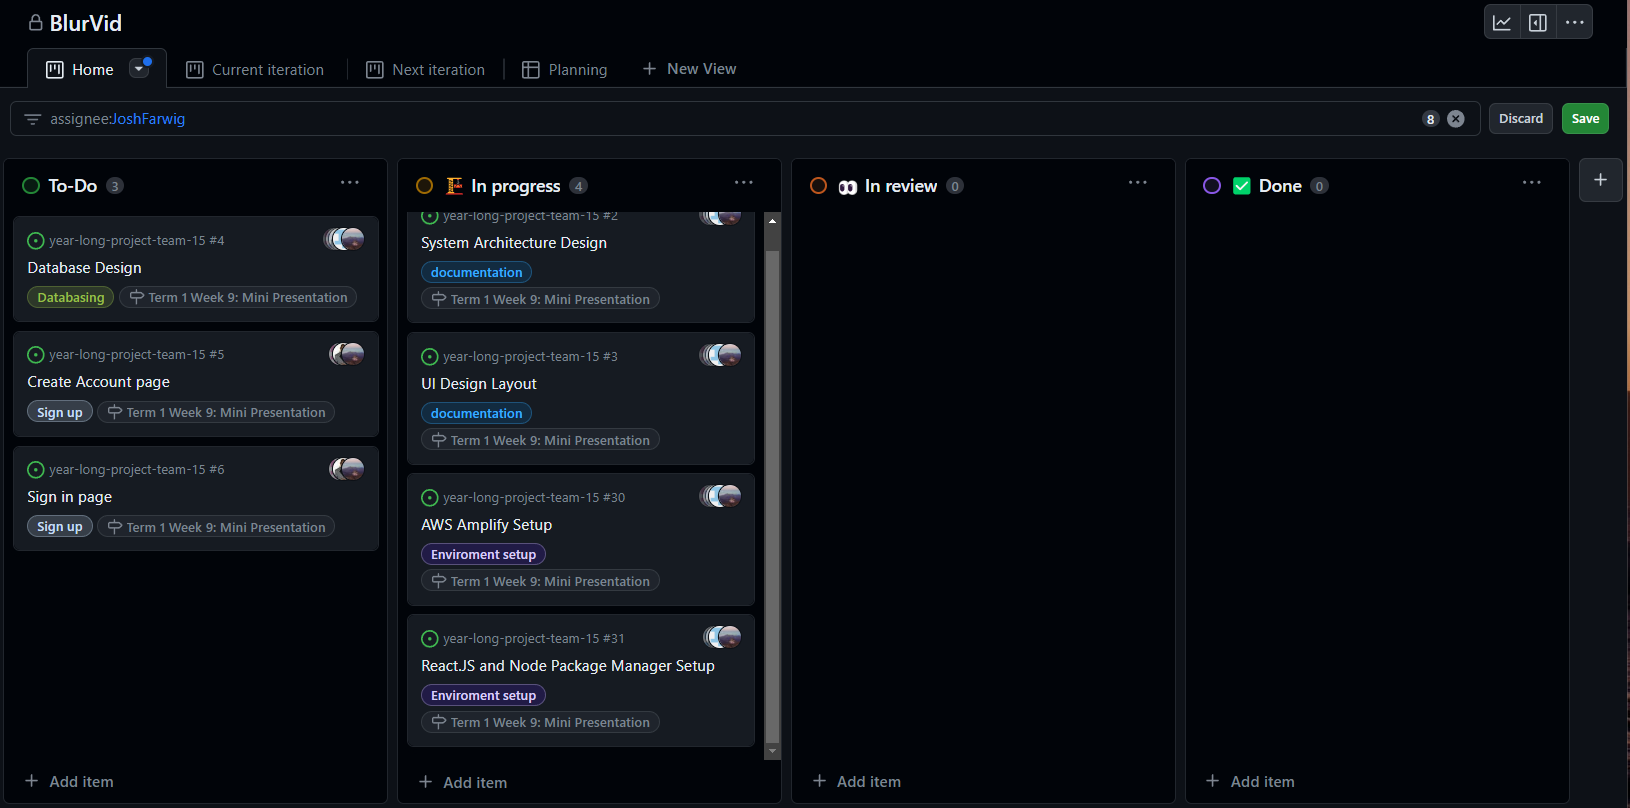 BlurVid
Home
Current iteration
Next iteration
Planning
New View
assignee:JoshFarwig
8
Discard
Save
To-Do 3
year-long-project-team-15 #4
Database Design
Databasing
Term 1 Week 9: Mini Presentation
year-long-project-team-15 #5
Create Account page
Sign up
Term 1 Week 9: Mini Presentation
year-long-project-team-15 #6
Sign in page
Sign up
Term 1 Week 9: Mini Presentation
Add item
In progress 4
year-long-project-team-15 #2
System Architecture Design
documentation
Term 1 Week 9: Mini Presentation
year-long-project-team-15 #3
UI Design Layout
documentation
Term 1 Week 9: Mini Presentation
year-long-project-team-15 #30
AWS Amplify Setup
Enviroment setup
Term 1 Week 9: Mini Presentation
year-long-project-team-15 #31
React.JS and Node Package Manager Setup
Enviroment setup
Term 1 Week 9: Mini Presentation
Add item
In review 0
Add item
Done 0
Add item